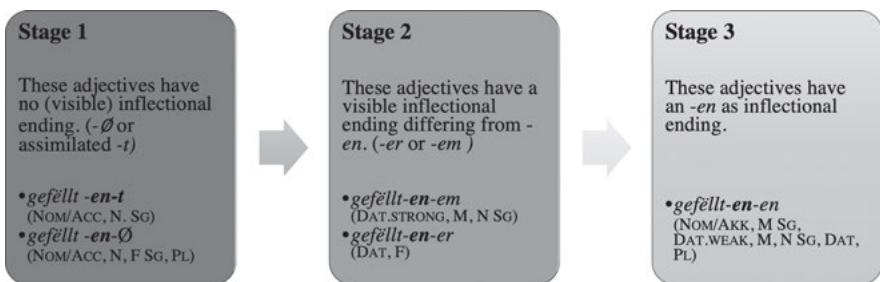 Stage 1
These adjectives have
no (visible) inflectional
ending. (-Ø or
assimilated -t)
•gefëllt -en-t
(NOM/ACC, N. SG)
•gefëllt -en-Ø
(NOM/ACC, N, F SG, PL)
Stage 2
These adjectives have a
visible inflectional
ending differing from -
en. (-er or -em )
•gefëllt-en-em
(DAT.STRONG, M, N SG)
•gefëllt-en-er
(DAT, F)
Stage 3
These adjectives have
an -en as inflectional
ending.
•gefëllt-en-en
(NOM/AKK, M SG,
DAT.WEAK, M, N SG, DAT,
PL)